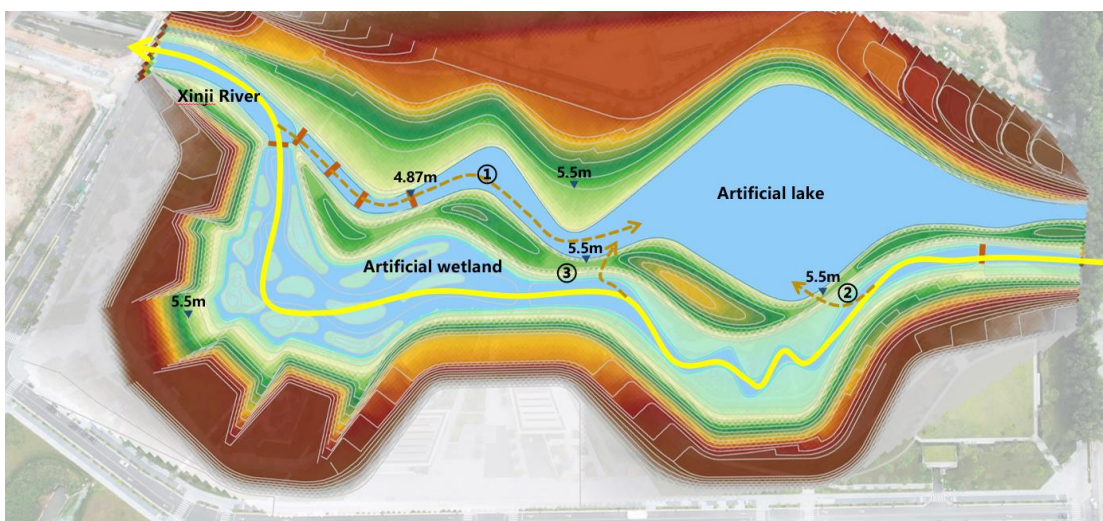 Xinji River
4.87m
①
5.5m
Artificial lake
5.5m
③
Artificial wetland
5.5m
②
5.5m